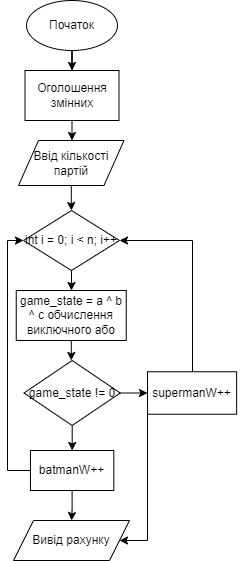 Початок
Оголошення
змінних
Ввід кількості
партій
int i = 0; i < n; i++
game_state = a ^ b
^ c обчислення
виключного або
game_state != 0
supermanW++
batmanW++
Вивід рахунку